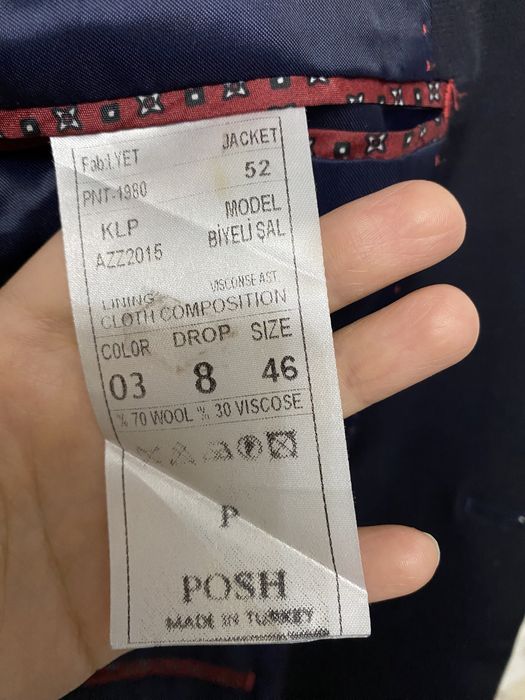 Fab:LYET JACKET
PNT-1980 52
KLP MODEL
AZZ2015 BİYELİ ŞAL
LINING VISCONSE AST
CLOTH COMPOSITION
COLOR DROP SIZE
03 8 46
% 70 WOOL % 30 VISCOSE
P
POSH
MADE IN TURKEY